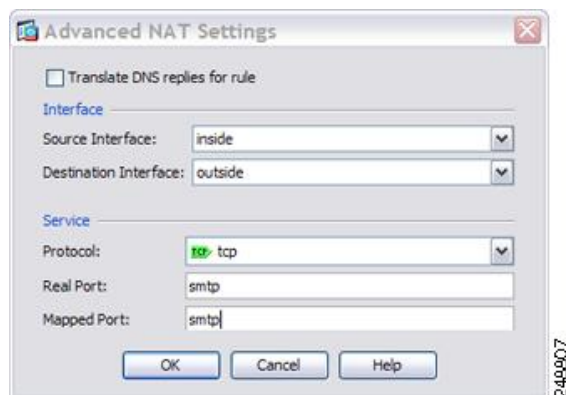 Advanced NAT Settings
Translate DNS replies for rule
Interface
Source Interface: inside
Destination Interface: outside
Service
Protocol: TCP tcp
Real Port: smtp
Mapped Port: smtp
OK Cancel Help
248807